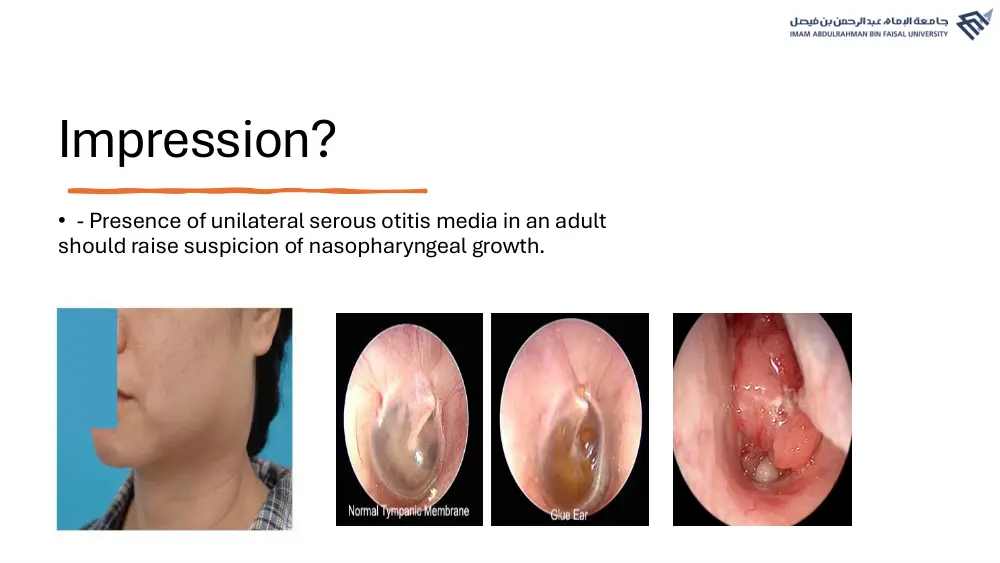 جامعة الإمام عبدالرحمن بن فيصل
IMAM ABDULRAHMAN BIN FAISAL UNIVERSITY
Impression?
• - Presence of unilateral serous otitis media in an adult
should raise suspicion of nasopharyngeal growth.
Normal Tympanic Membrane
Glue Ear